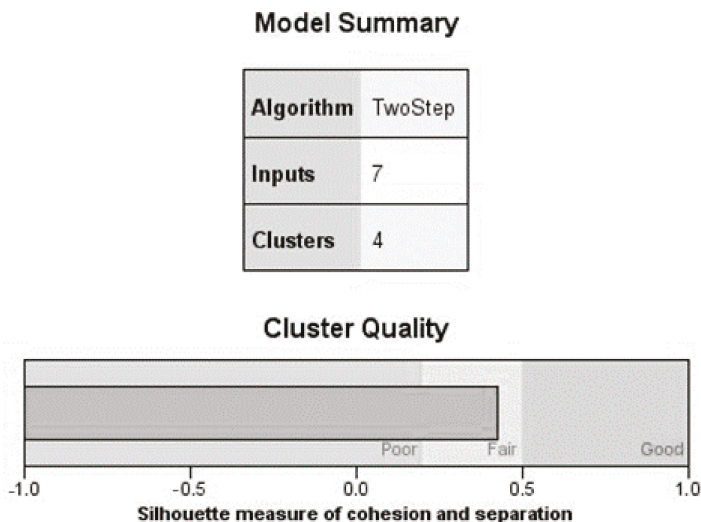 Model Summary
Algorithm TwoStep
Inputs 7
Clusters 4
Cluster Quality
Poor Fair Good
-1.0 -0.5 0.0 0.5 1.0
Silhouette measure of cohesion and separation